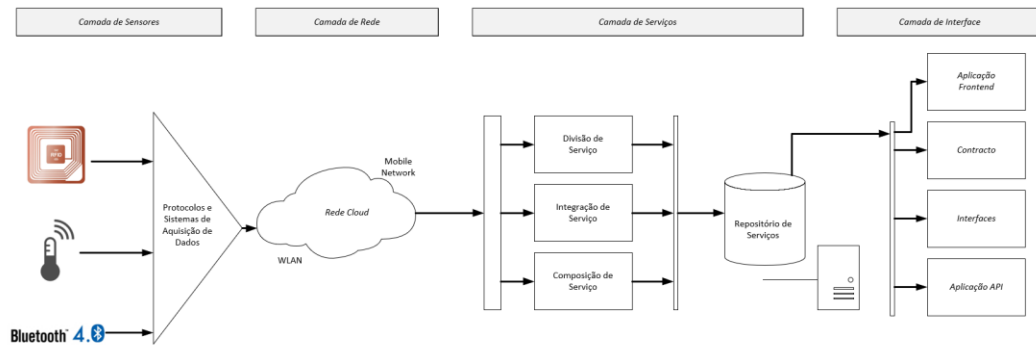 Camada de Sensores
Camada de Rede
Camada de Serviços
Camada de Interface
RFID
Bluetooth 4.0
Protocolos e
Sistemas de
Aquisição de
Dados
Mobile
Network
Rede Cloud
WLAN
Divisão de
Serviço
Integração de
Serviço
Composição de
Serviço
Repositório de
Serviços
Aplicação
Frontend
Contracto
Interfaces
Aplicação API